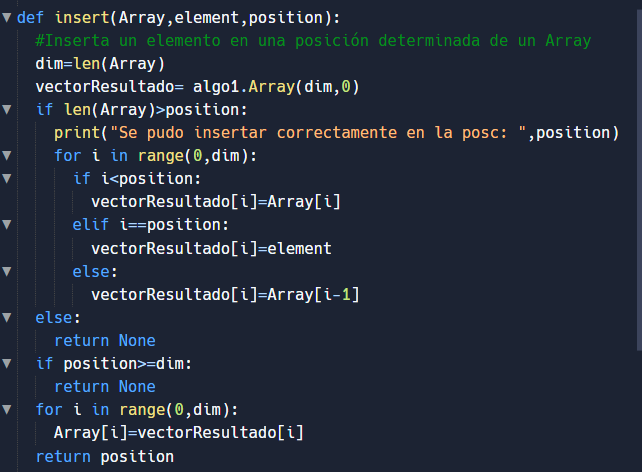 def insert(Array,element,position):
#Inserta un elemento en una posición determinada de un Array
dim=len(Array)
vectorResultado= algo1.Array(dim,0)
if len(Array)>position:
print("Se pudo insertar correctamente en la posc: ",position)
for i in range(0,dim):
if i<position:
vectorResultado[i]=Array[i]
elif i==position:
vectorResultado[i]=element
else:
vectorResultado[i]=Array[i-1]
else:
return None
if position>=dim:
return None
for i in range(0,dim):
Array[i]=vectorResultado[i]
return position